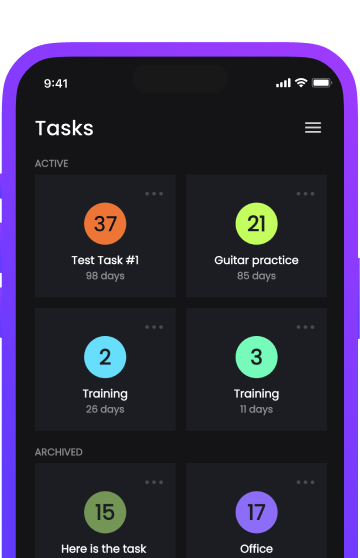 9:41
Tasks
ACTIVE
37
21
Test Task #1
Guitar practice
98 days
85 days
2
3
Training
Training
26 days
11 days
ARCHIVED
15
17
Here is the task
Office